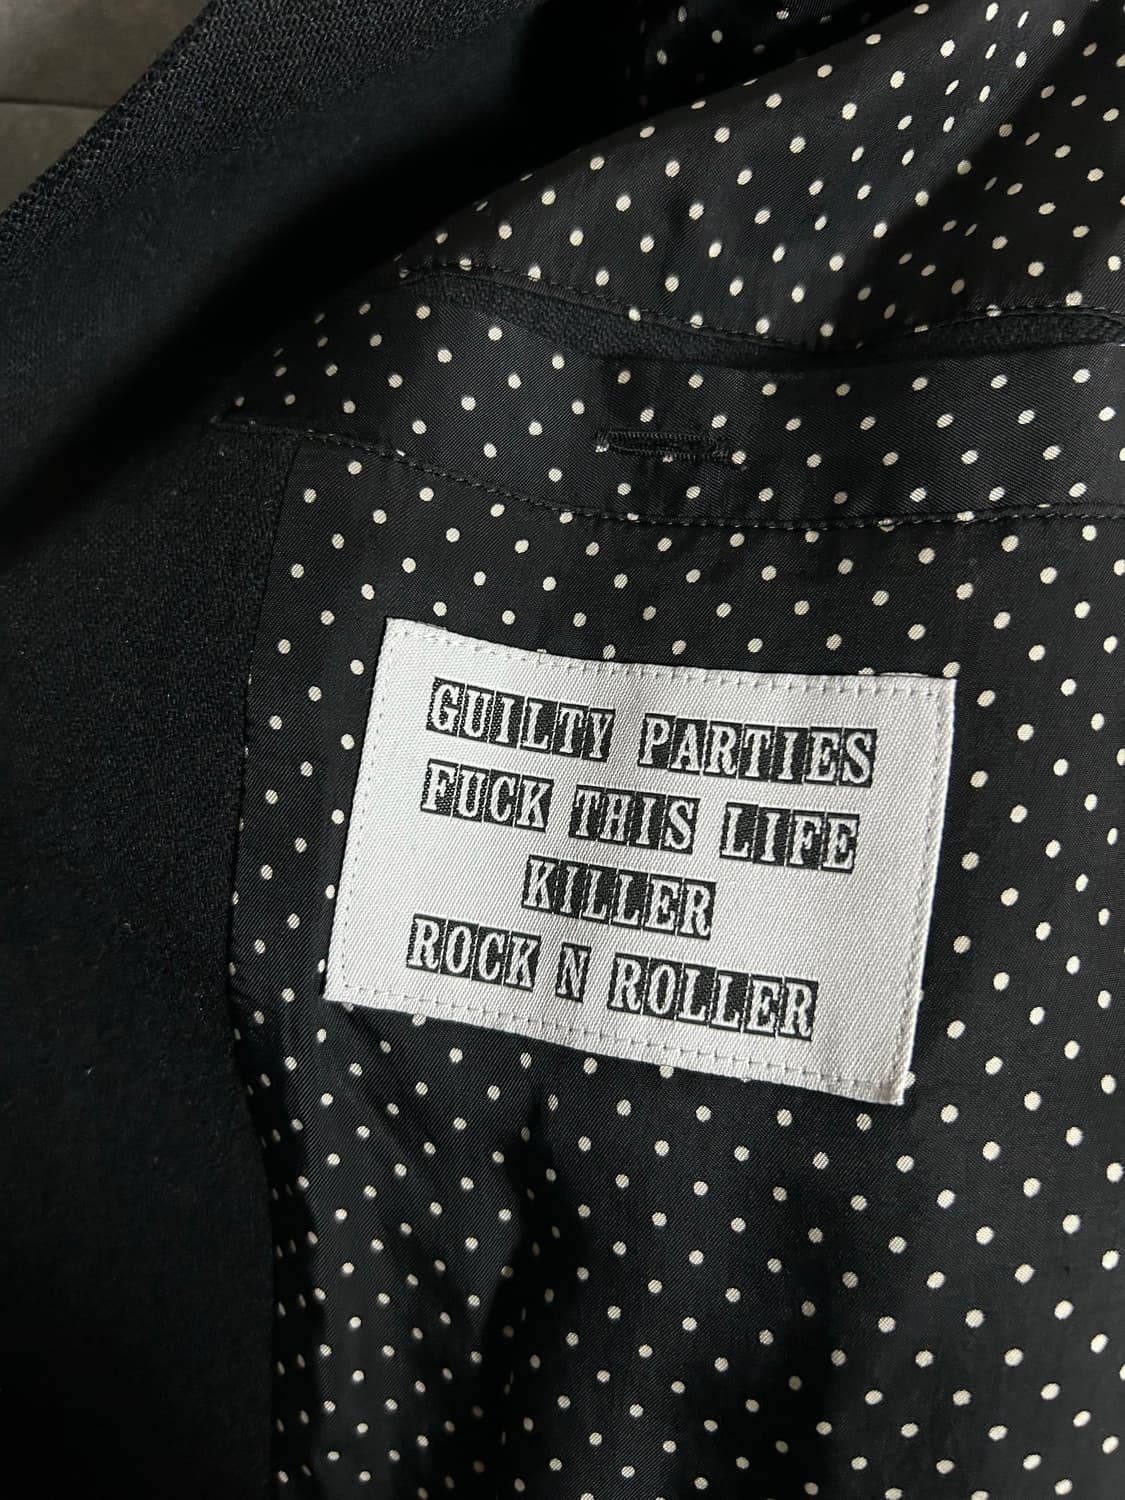 GUILTY PARTIES
FUCK THIS LIFE
KILLER
ROCK N ROLLER